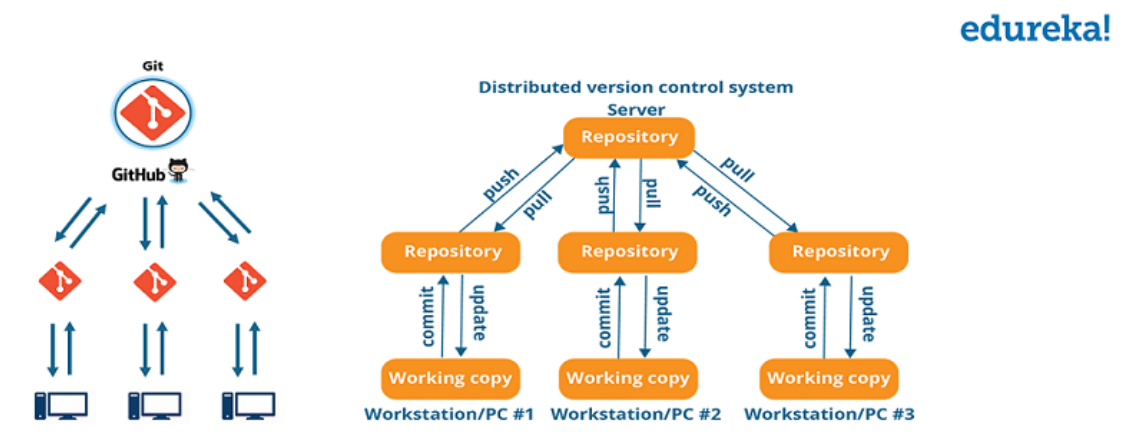 edureka!
Git
GitHub
Distributed version control system
Server
Repository
push
pull
push
pull
pull
push
Repository
Repository
Repository
commit
update
commit
update
commit
update
Working copy
Working copy
Working copy
Workstation/PC #1
Workstation/PC #2
Workstation/PC #3